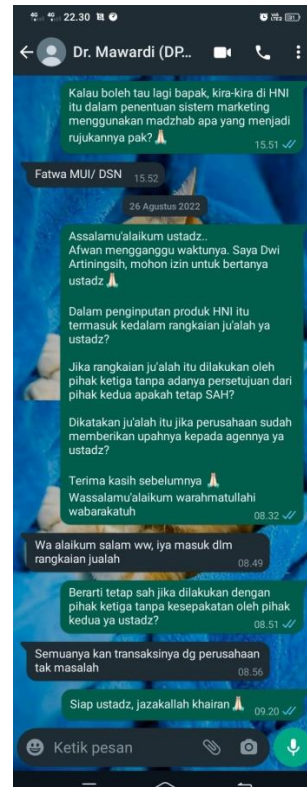 22.30
Dr. Mawardi (DP...
Kalau boleh tau lagi bapak, kira-kira di HNI
itu dalam penentuan sistem marketing
menggunakan madzhab apa yang menjadi
rujukannya pak?🙏🏻
15.51
Fatwa MUI/ DSN 15.52
26 Agustus 2022
Assalamu'alaikum ustadz..
Afwan mengganggu waktunya. Saya Dwi
Artiningsih, mohon izin untuk bertanya
ustadz🙏🏻
Dalam penginputan produk HNI itu
termasuk kedalam rangkaian ju'alah ya
ustadz?
Jika rangkaian ju'alah itu dilakukan oleh
pihak ketiga tanpa adanya persetujuan dari
pihak kedua apakah tetap SAH?
Dikatakan ju'alah itu jika perusahaan sudah
memberikan upahnya kepada agennya ya
ustadz?
Terima kasih sebelumnya 🙏🏻
Wassalamu'alaikum warahmatullahi
wabarakatuh
08.32
Wa alaikum salam ww, iya masuk dlm
rangkaian jualah
08.49
Berarti tetap sah jika dilakukan dengan
pihak ketiga tanpa kesepakatan oleh pihak
kedua ya ustadz?
08.51
Semuanya kan transaksinya dg perusahaan
tak masalah
08.56
Siap ustadz, jazakallah khairan🙏🏻 09.20
Ketik pesan